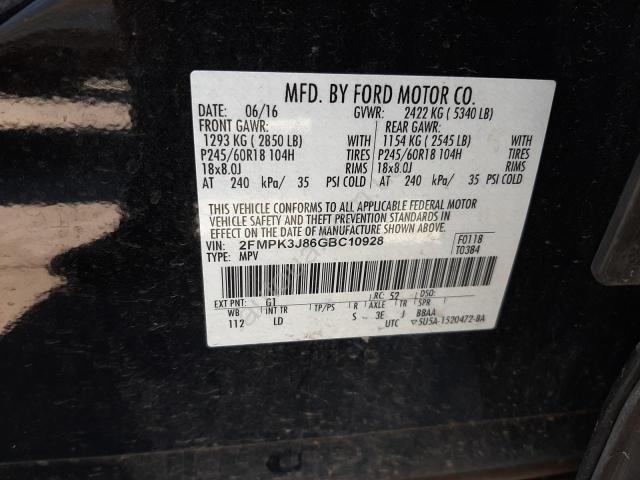 MFD. BY FORD MOTOR CO.
DATE: 06/16 GVWR: 2422 KG ( 5340 LB)
FRONT GAWR: REAR GAWR:
1293 KG ( 2850 LB) WITH 1154 KG ( 2545 LB) WITH
P245/60R18 104H TIRES P245/60R18 104H TIRES
18x8.0J RIMS 18x8.0J RIMS
AT 240 kPa/ 35 PSI COLD AT 240 kPa/ 35 PSI COLD
THIS VEHICLE CONFORMS TO ALL APPLICABLE FEDERAL MOTOR
VEHICLE SAFETY AND BUMPER STANDARDS AND THEFT PREVENTION STANDARDS IN
EFFECT ON THE DATE OF MANUFACTURE SHOWN ABOVE.
VIN: 2FMPK3J86GBC10928 F0118
TYPE: MPV T0384
EXT PNT: G1 RC: 52 DSO:
WB INT TR TP/PS R AXLE TR SPR
112 LD S 3E J BBAA
UTC 5U5A-1520472-BA